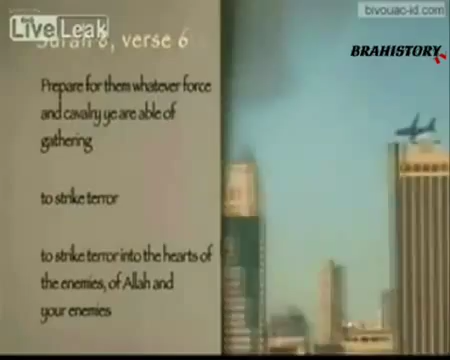 bivouac-id.com
LiveLeak
BRAHISTORY
Surah 8, verse 6
Prepare for them whatever force
and cavalry ye are able of
gathering
to strike terror
to strike terror into the hearts of
the enemies, of Allah and
your enemies